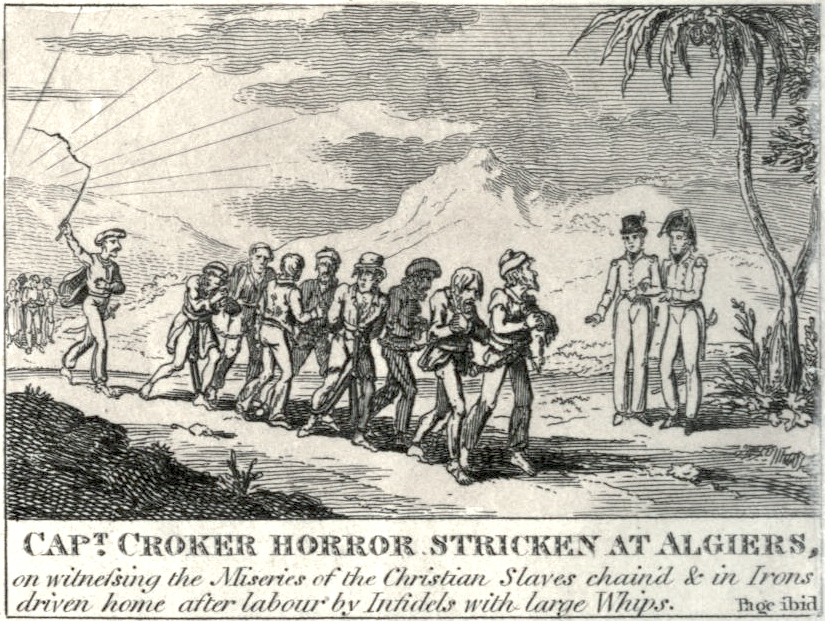 CAPT. CROKER HORROR STRICKEN AT ALGIERS,
on witneſsing the Miseries of the Christian Slaves chain'd & in Irons
driven home after labour by Infidels with large Whips. Page ibid